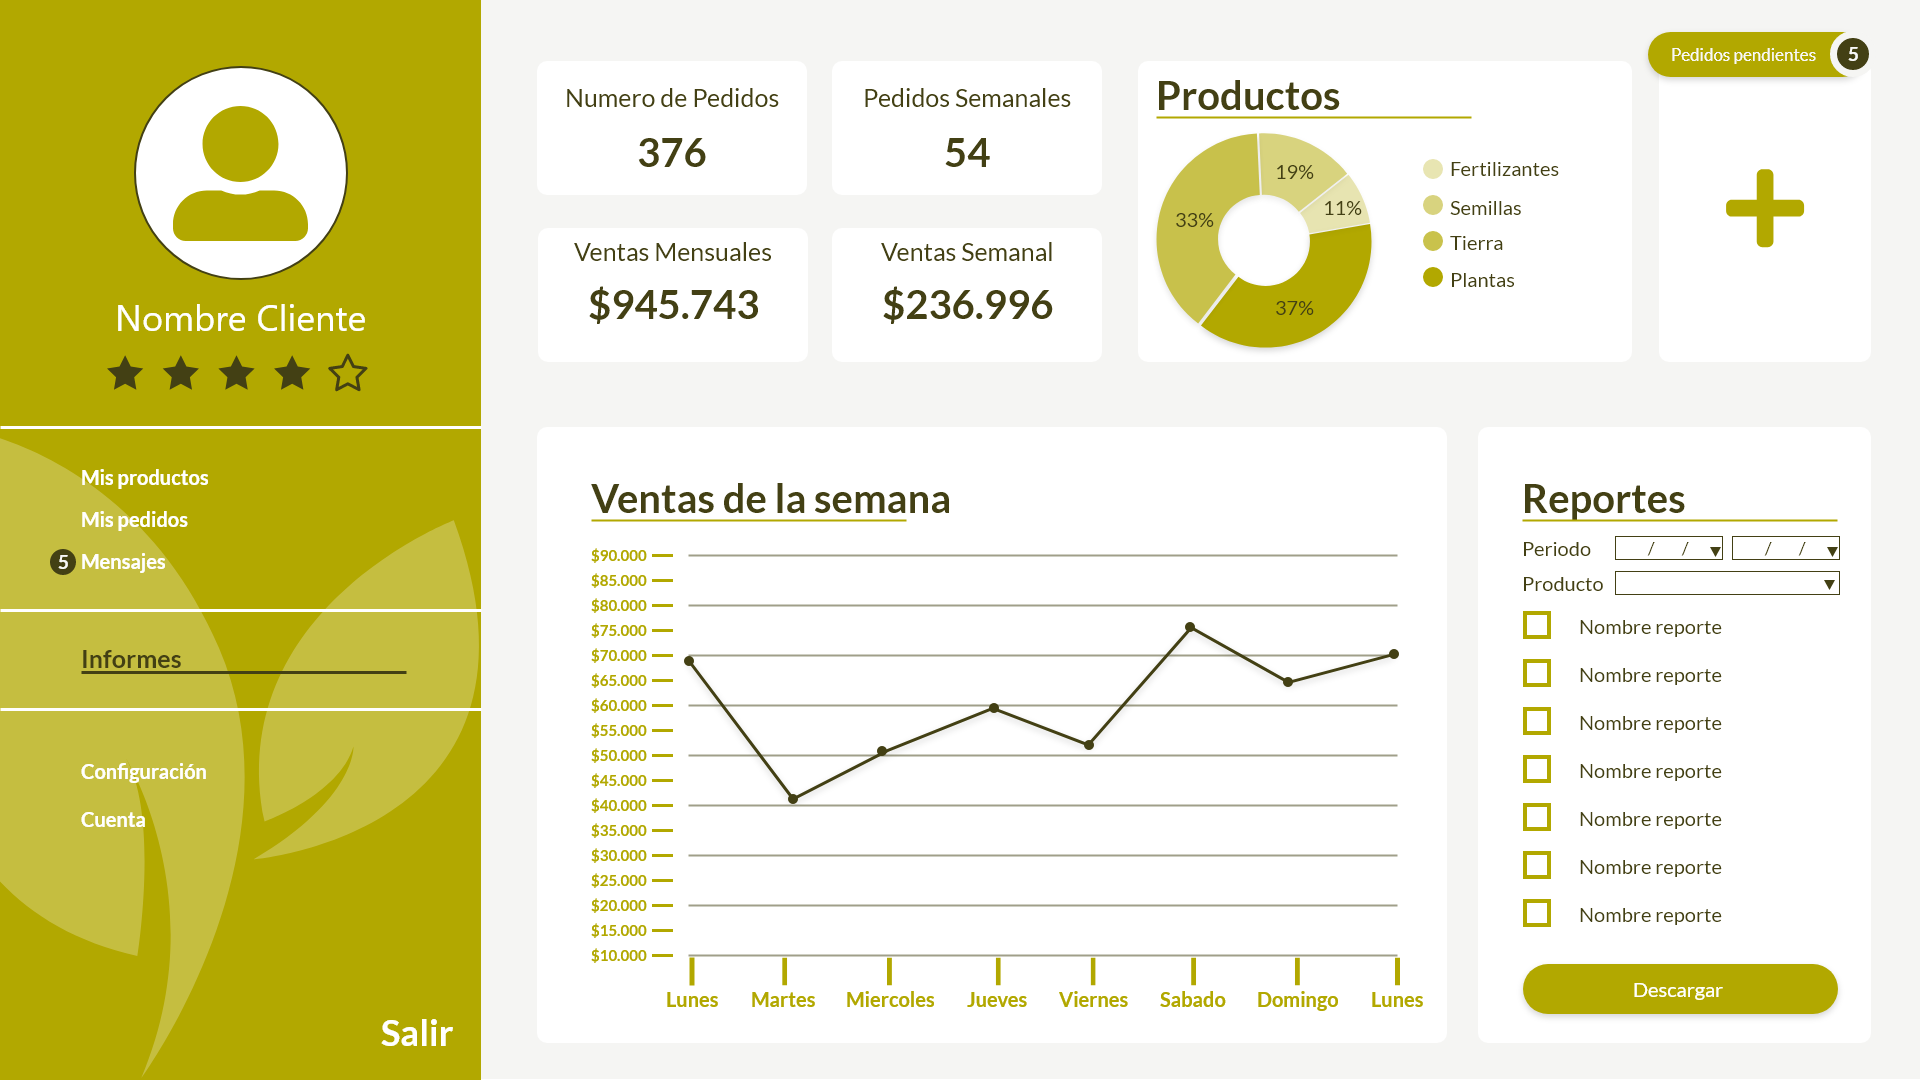 Nombre Cliente
Mis productos
Mis pedidos
5 Mensajes
Informes
Configuración
Cuenta
Salir
Numero de Pedidos
376
Pedidos Semanales
54
Ventas Mensuales
$945.743
Ventas Semanal
$236.996
Productos
19%
11%
33%
37%
Fertilizantes
Semillas
Tierra
Plantas
Pedidos pendientes 5
Ventas de la semana
$90.000
$85.000
$80.000
$75.000
$70.000
$65.000
$60.000
$55.000
$50.000
$45.000
$40.000
$35.000
$30.000
$25.000
$20.000
$15.000
$10.000
Lunes Martes Miercoles Jueves Viernes Sabado Domingo Lunes
Reportes
Periodo / / / /
Producto
Nombre reporte
Nombre reporte
Nombre reporte
Nombre reporte
Nombre reporte
Nombre reporte
Nombre reporte
Descargar